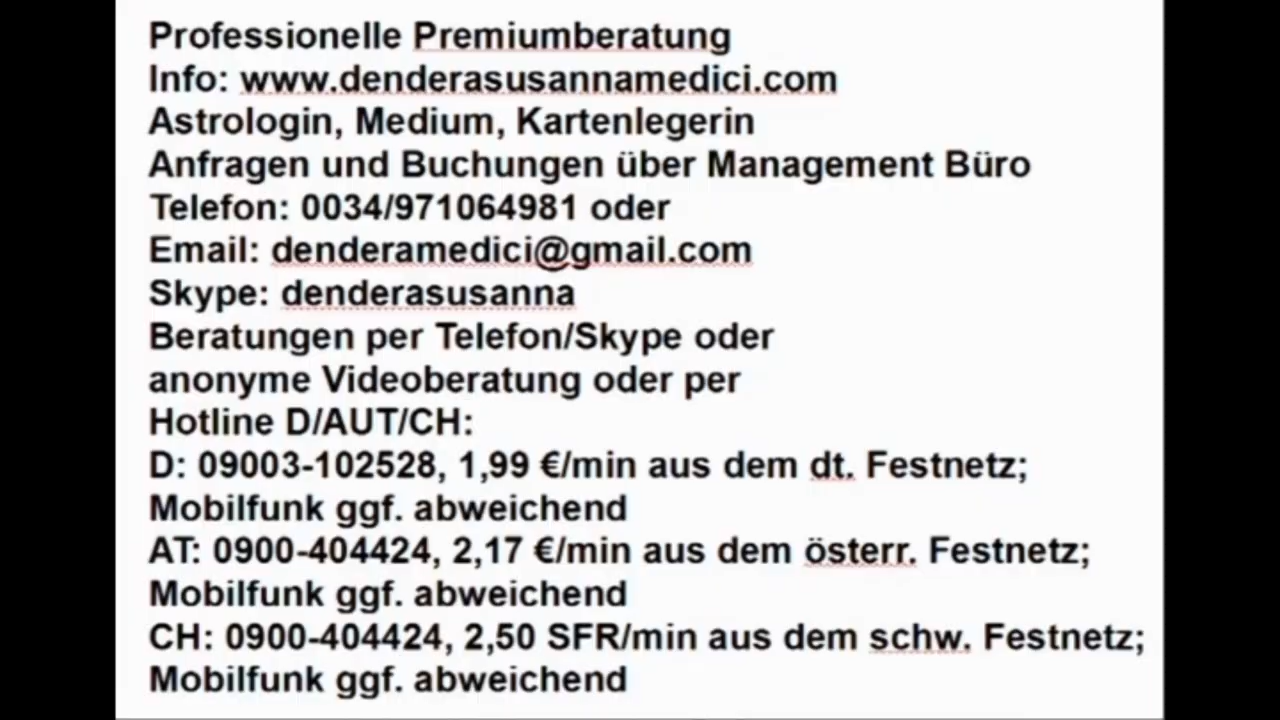 Professionelle Premiumberatung
Info: www.denderasusannamedici.com
Astrologin, Medium, Kartenlegerin
Anfragen und Buchungen über Management Büro
Telefon: 0034/971064981 oder
Email: denderamedici@gmail.com
Skype: denderasusanna
Beratungen per Telefon/Skype oder
anonyme Videoberatung oder per
Hotline D/AUT/CH:
D: 09003-102528, 1,99 €/min aus dem dt. Festnetz;
Mobilfunk ggf. abweichend
AT: 0900-404424, 2,17 €/min aus dem österr. Festnetz;
Mobilfunk ggf. abweichend
CH: 0900-404424, 2,50 SFR/min aus dem schw. Festnetz;
Mobilfunk ggf. abweichend